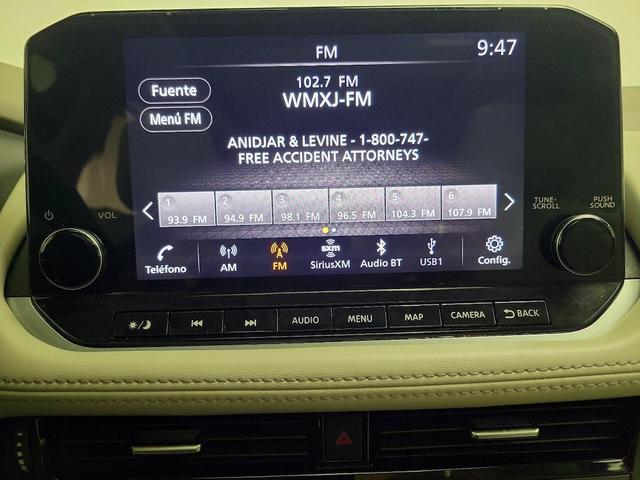 FM
9:47
Fuente
Menú FM
102.7 FM
WMXJ-FM
ANIDJAR & LEVINE - 1-800-747-
FREE ACCIDENT ATTORNEYS
1 2 3 4 5 6
93.9 FM 94.9 FM 98.1 FM 96.5 FM 104.3 FM 107.9 FM
VOL
TUNE·
SCROLL
PUSH
SOUND
Teléfono
AM
FM
sxm
SiriusXM
Audio BT
USB1
Config.
AUDIO
MENU
MAP
CAMERA
BACK